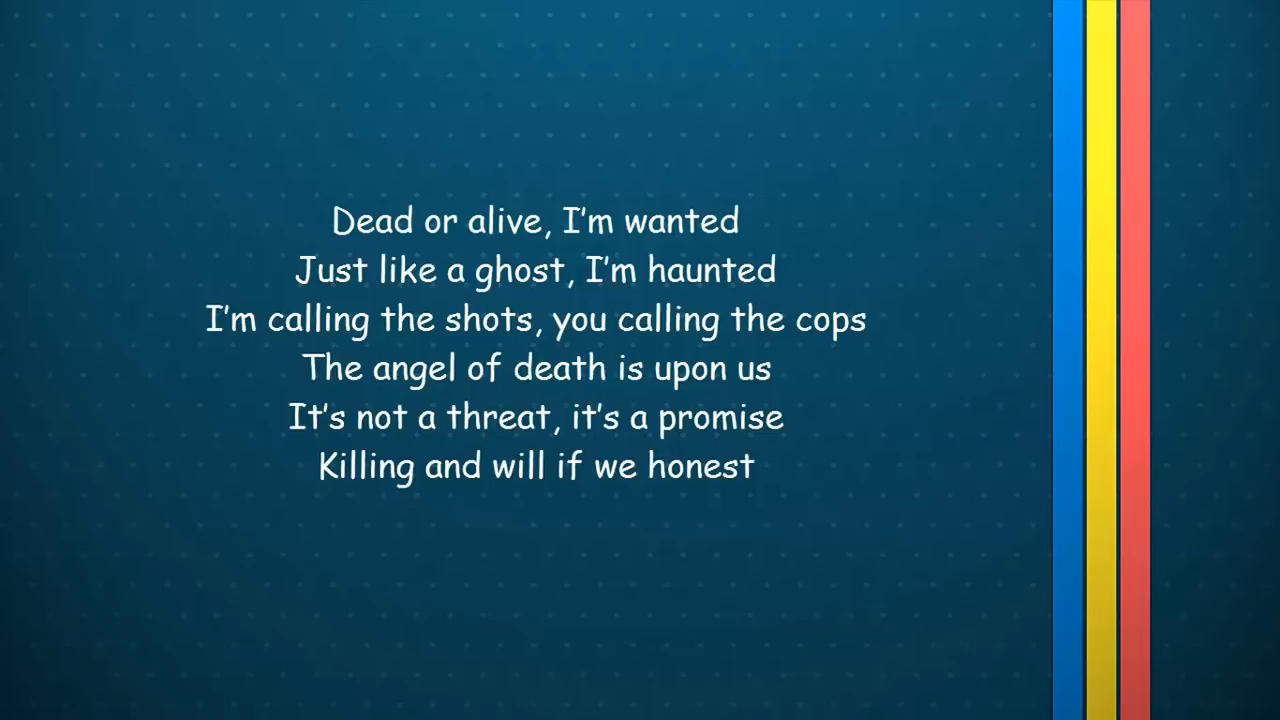 Dead or alive, I'm wanted
Just like a ghost, I'm haunted
I'm calling the shots, you calling the cops
The angel of death is upon us
It's not a threat, it's a promise
Killing and will if we honest